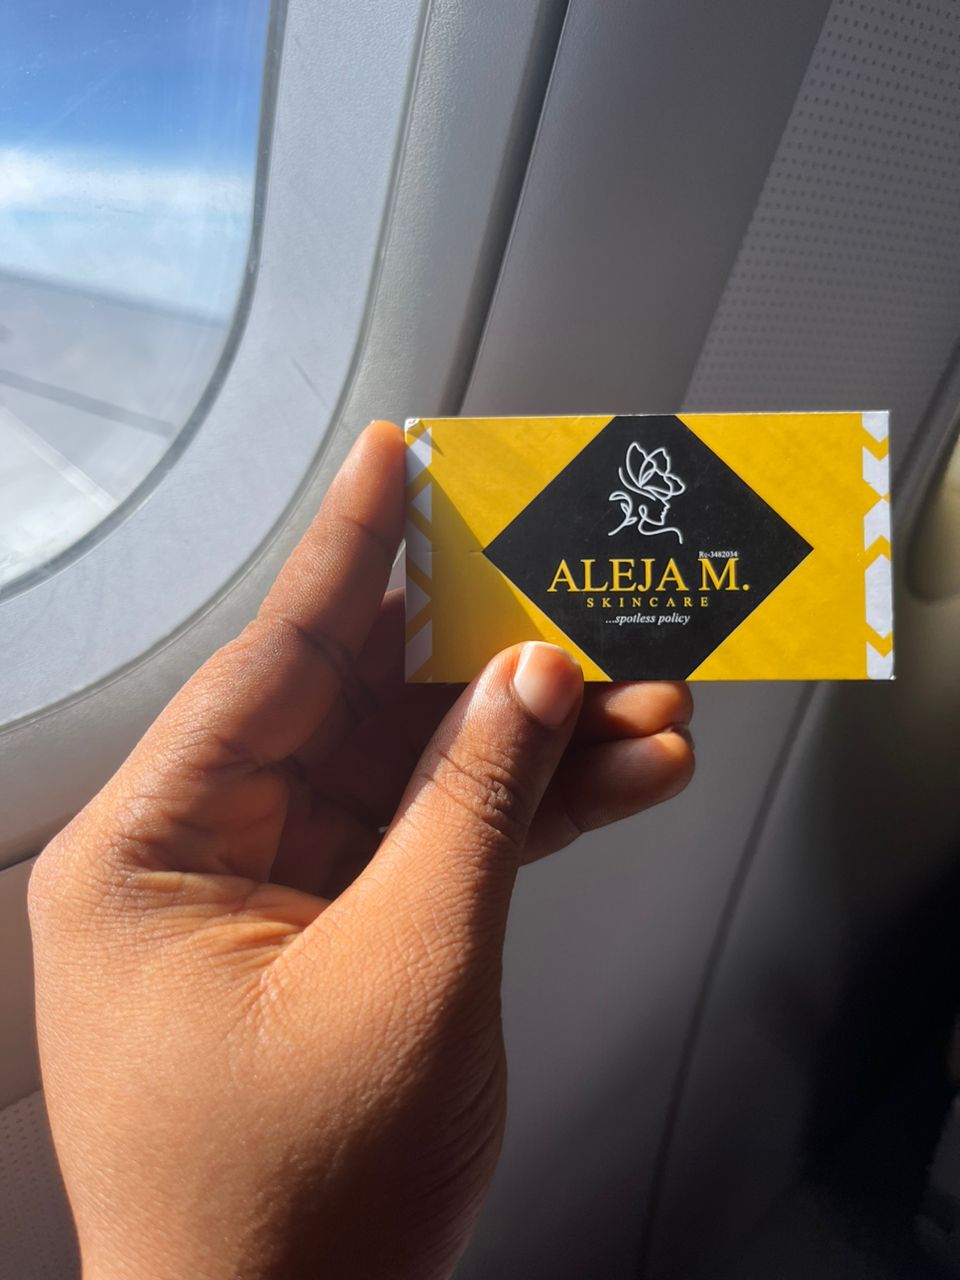 Rc-3482034
ALEJA M.
SKINCARE
...spotless policy